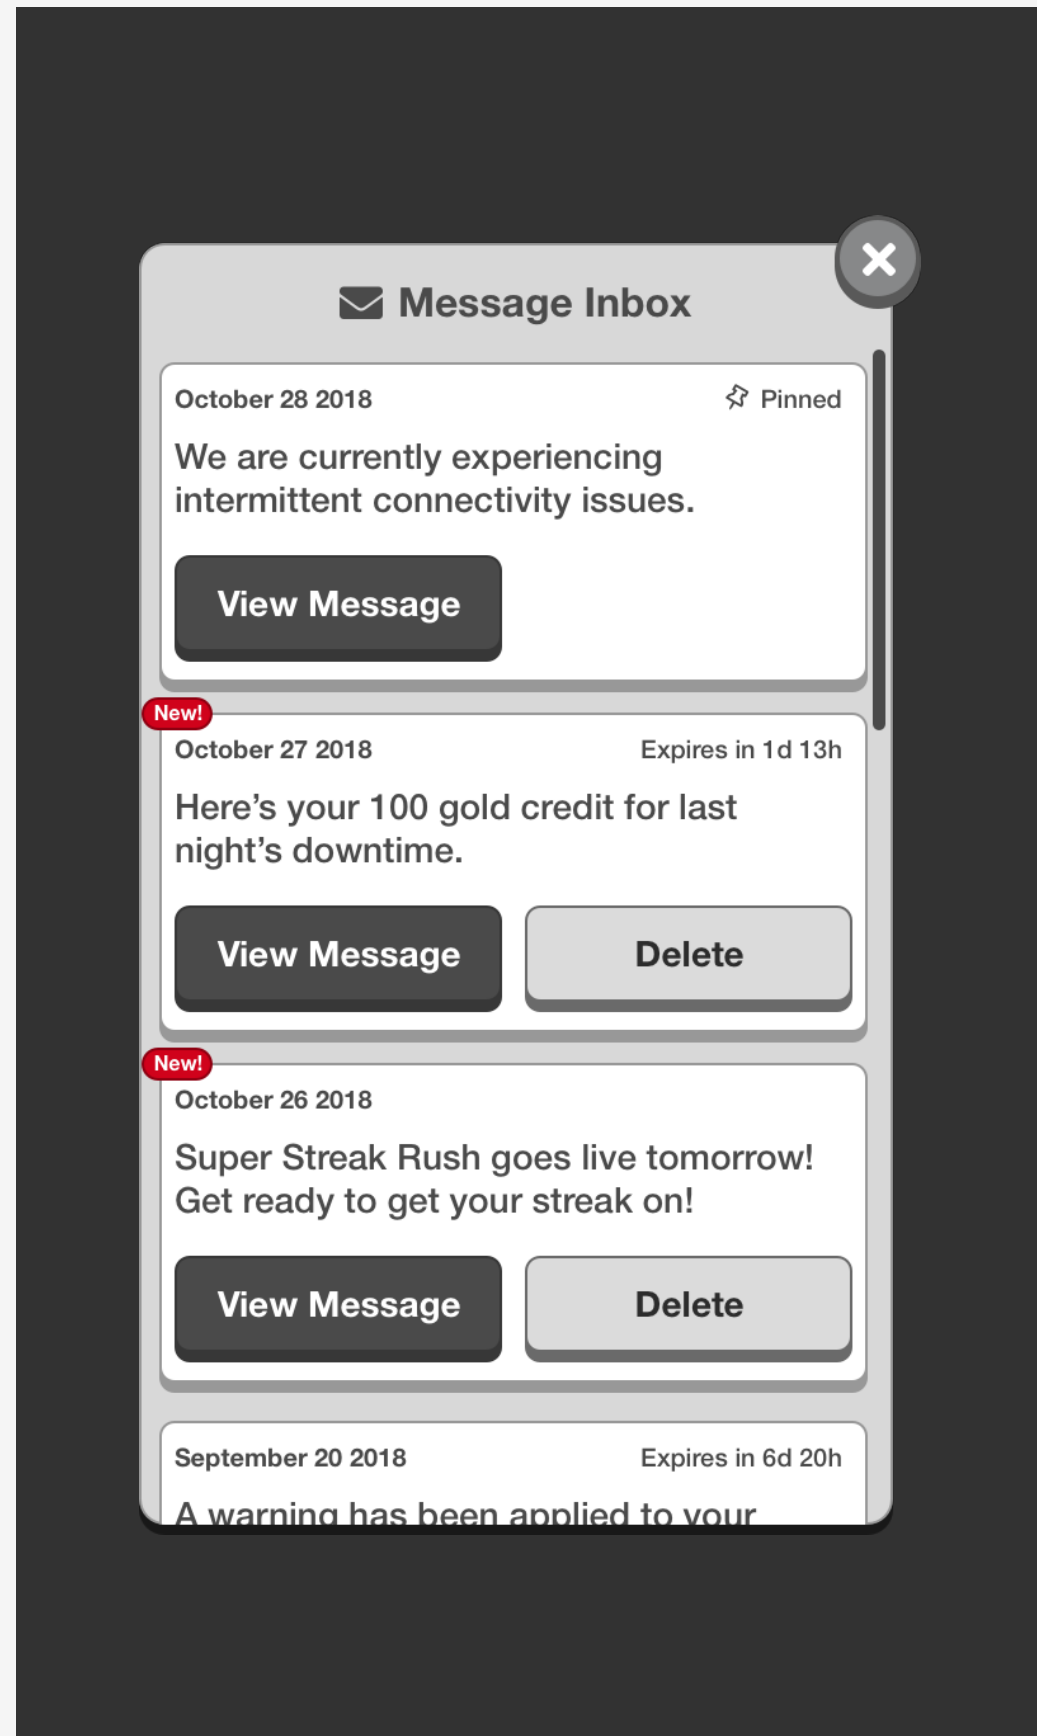 Message Inbox
October 28 2018 Pinned
We are currently experiencing
intermittent connectivity issues.
View Message
New!
October 27 2018 Expires in 1d 13h
Here’s your 100 gold credit for last
night’s downtime.
View Message Delete
New!
October 26 2018
Super Streak Rush goes live tomorrow!
Get ready to get your streak on!
View Message Delete
September 20 2018 Expires in 6d 20h
A warning has been applied to your